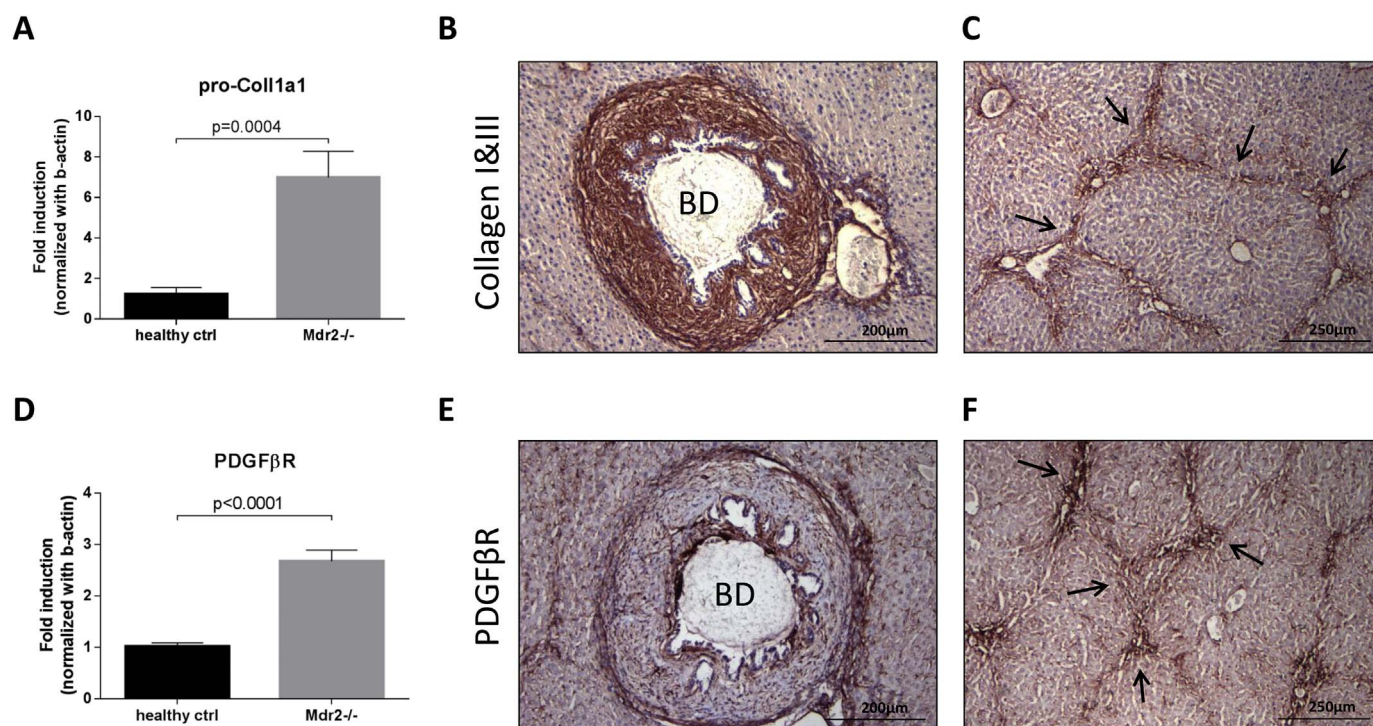 A
pro-Coll1a1
p=0.0004
Fold induction
(normalized with b-actin)
10
8
6
4
2
0
healthy ctrl
Mdr2-/-
B
Collagen I&III
BD
200µm
C
250µm
D
PDGFβR
p<0.0001
Fold induction
(normalized with b-actin)
4
3
2
1
0
healthy ctrl
Mdr2-/-
E
PDGFβR
BD
200µm
F
250µm